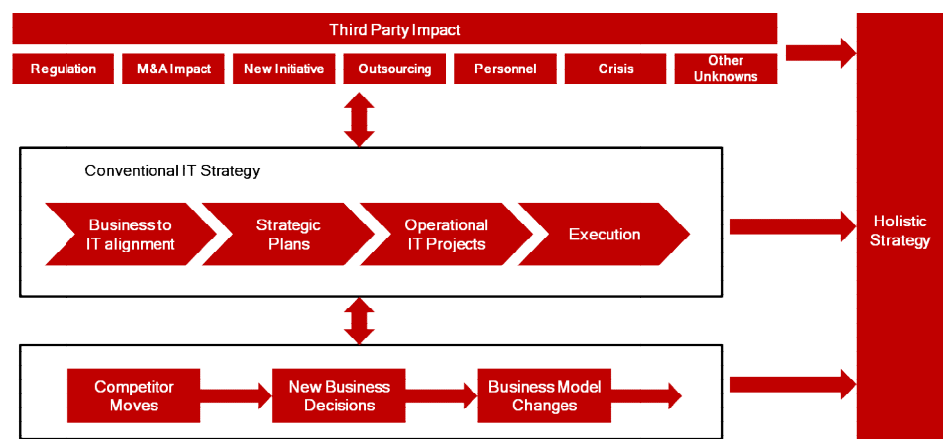 Third Party Impact
Regulation
M&A Impact
New Initiative
Outsourcing
Personnel
Crisis
Other
Unknowns
Conventional IT Strategy
Business to
IT alignment
Strategic
Plans
Operational
IT Projects
Execution
Holistic
Strategy
Competitor
Moves
New Business
Decisions
Business Model
Changes